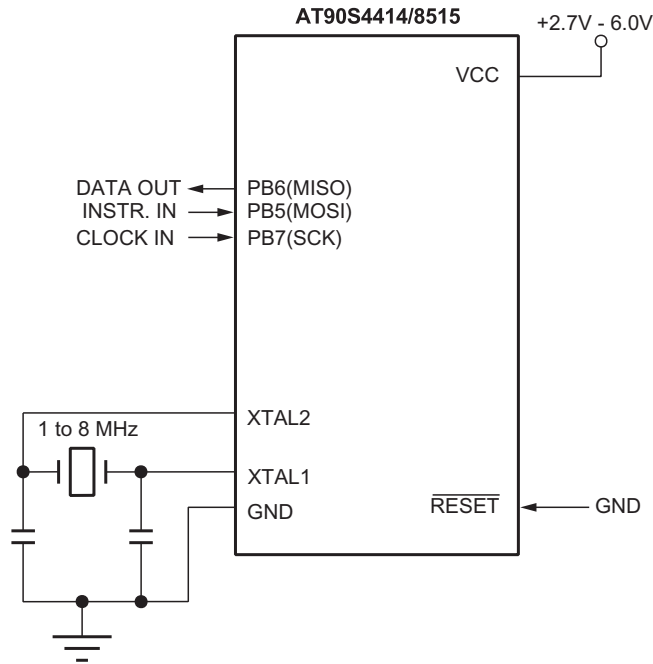 AT90S4414/8515
+2.7V - 6.0V
VCC
DATA OUT PB6(MISO)
INSTR. IN PB5(MOSI)
CLOCK IN PB7(SCK)
XTAL2
1 to 8 MHz
XTAL1
GND RESET GND